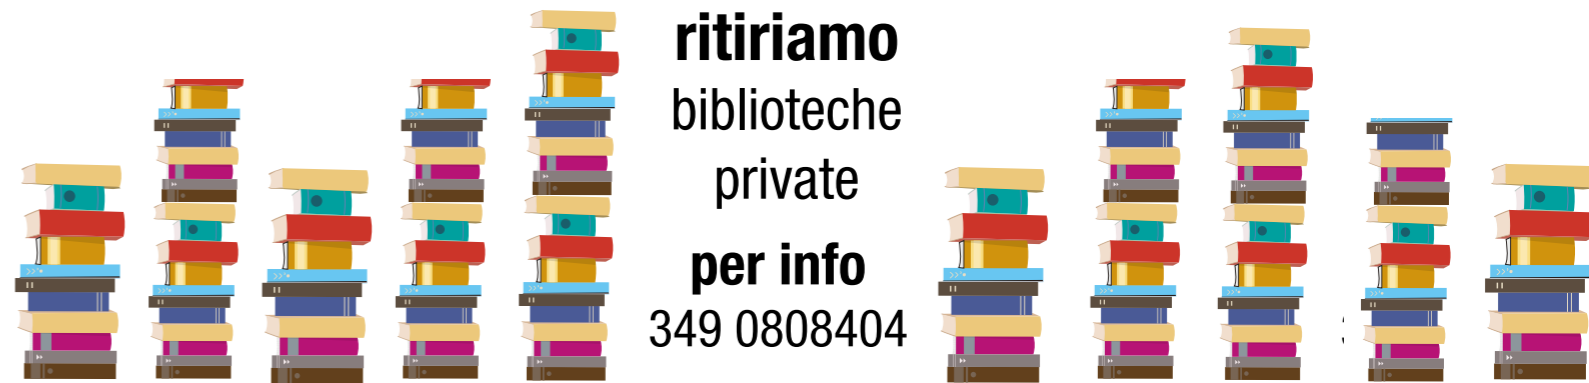 ritiriamo
biblioteche
private
per info
349 0808404